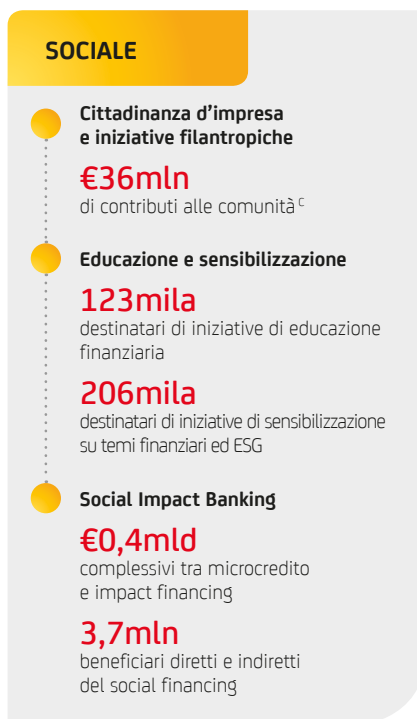 SOCIALE
Cittadinanza d’impresa
e iniziative filantropiche
€36mln
di contributi alle comunità C
Educazione e sensibilizzazione
123mila
destinatari di iniziative di educazione
finanziaria
206mila
destinatari di iniziative di sensibilizzazione
su temi finanziari ed ESG
Social Impact Banking
€0,4mld
complessivi tra microcredito
e impact financing
3,7mln
beneficiari diretti e indiretti
del social financing